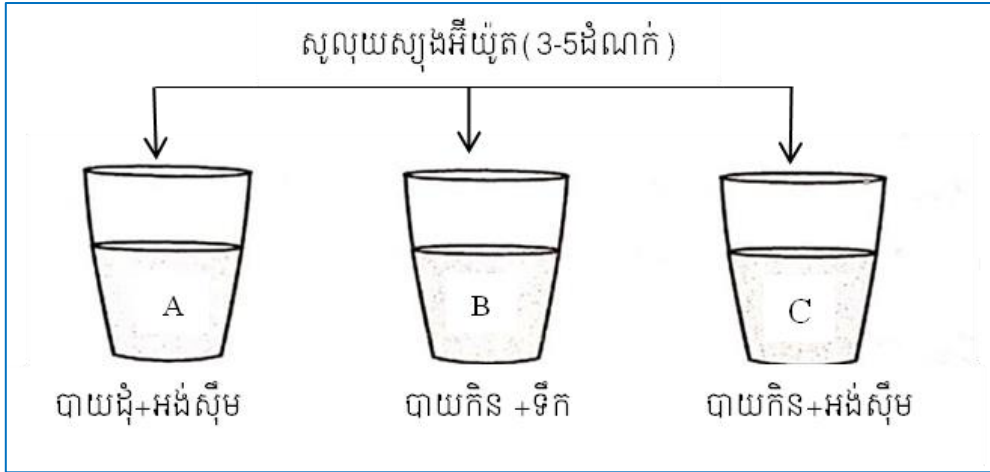 សូលុយស្យុងអ៊ីយ៉ូត(3-5ដំណក់)
A
B
C
បាយដុំ+អង់ស៊ីម
បាយកិន +ទឹក
បាយកិន+អង់ស៊ីម